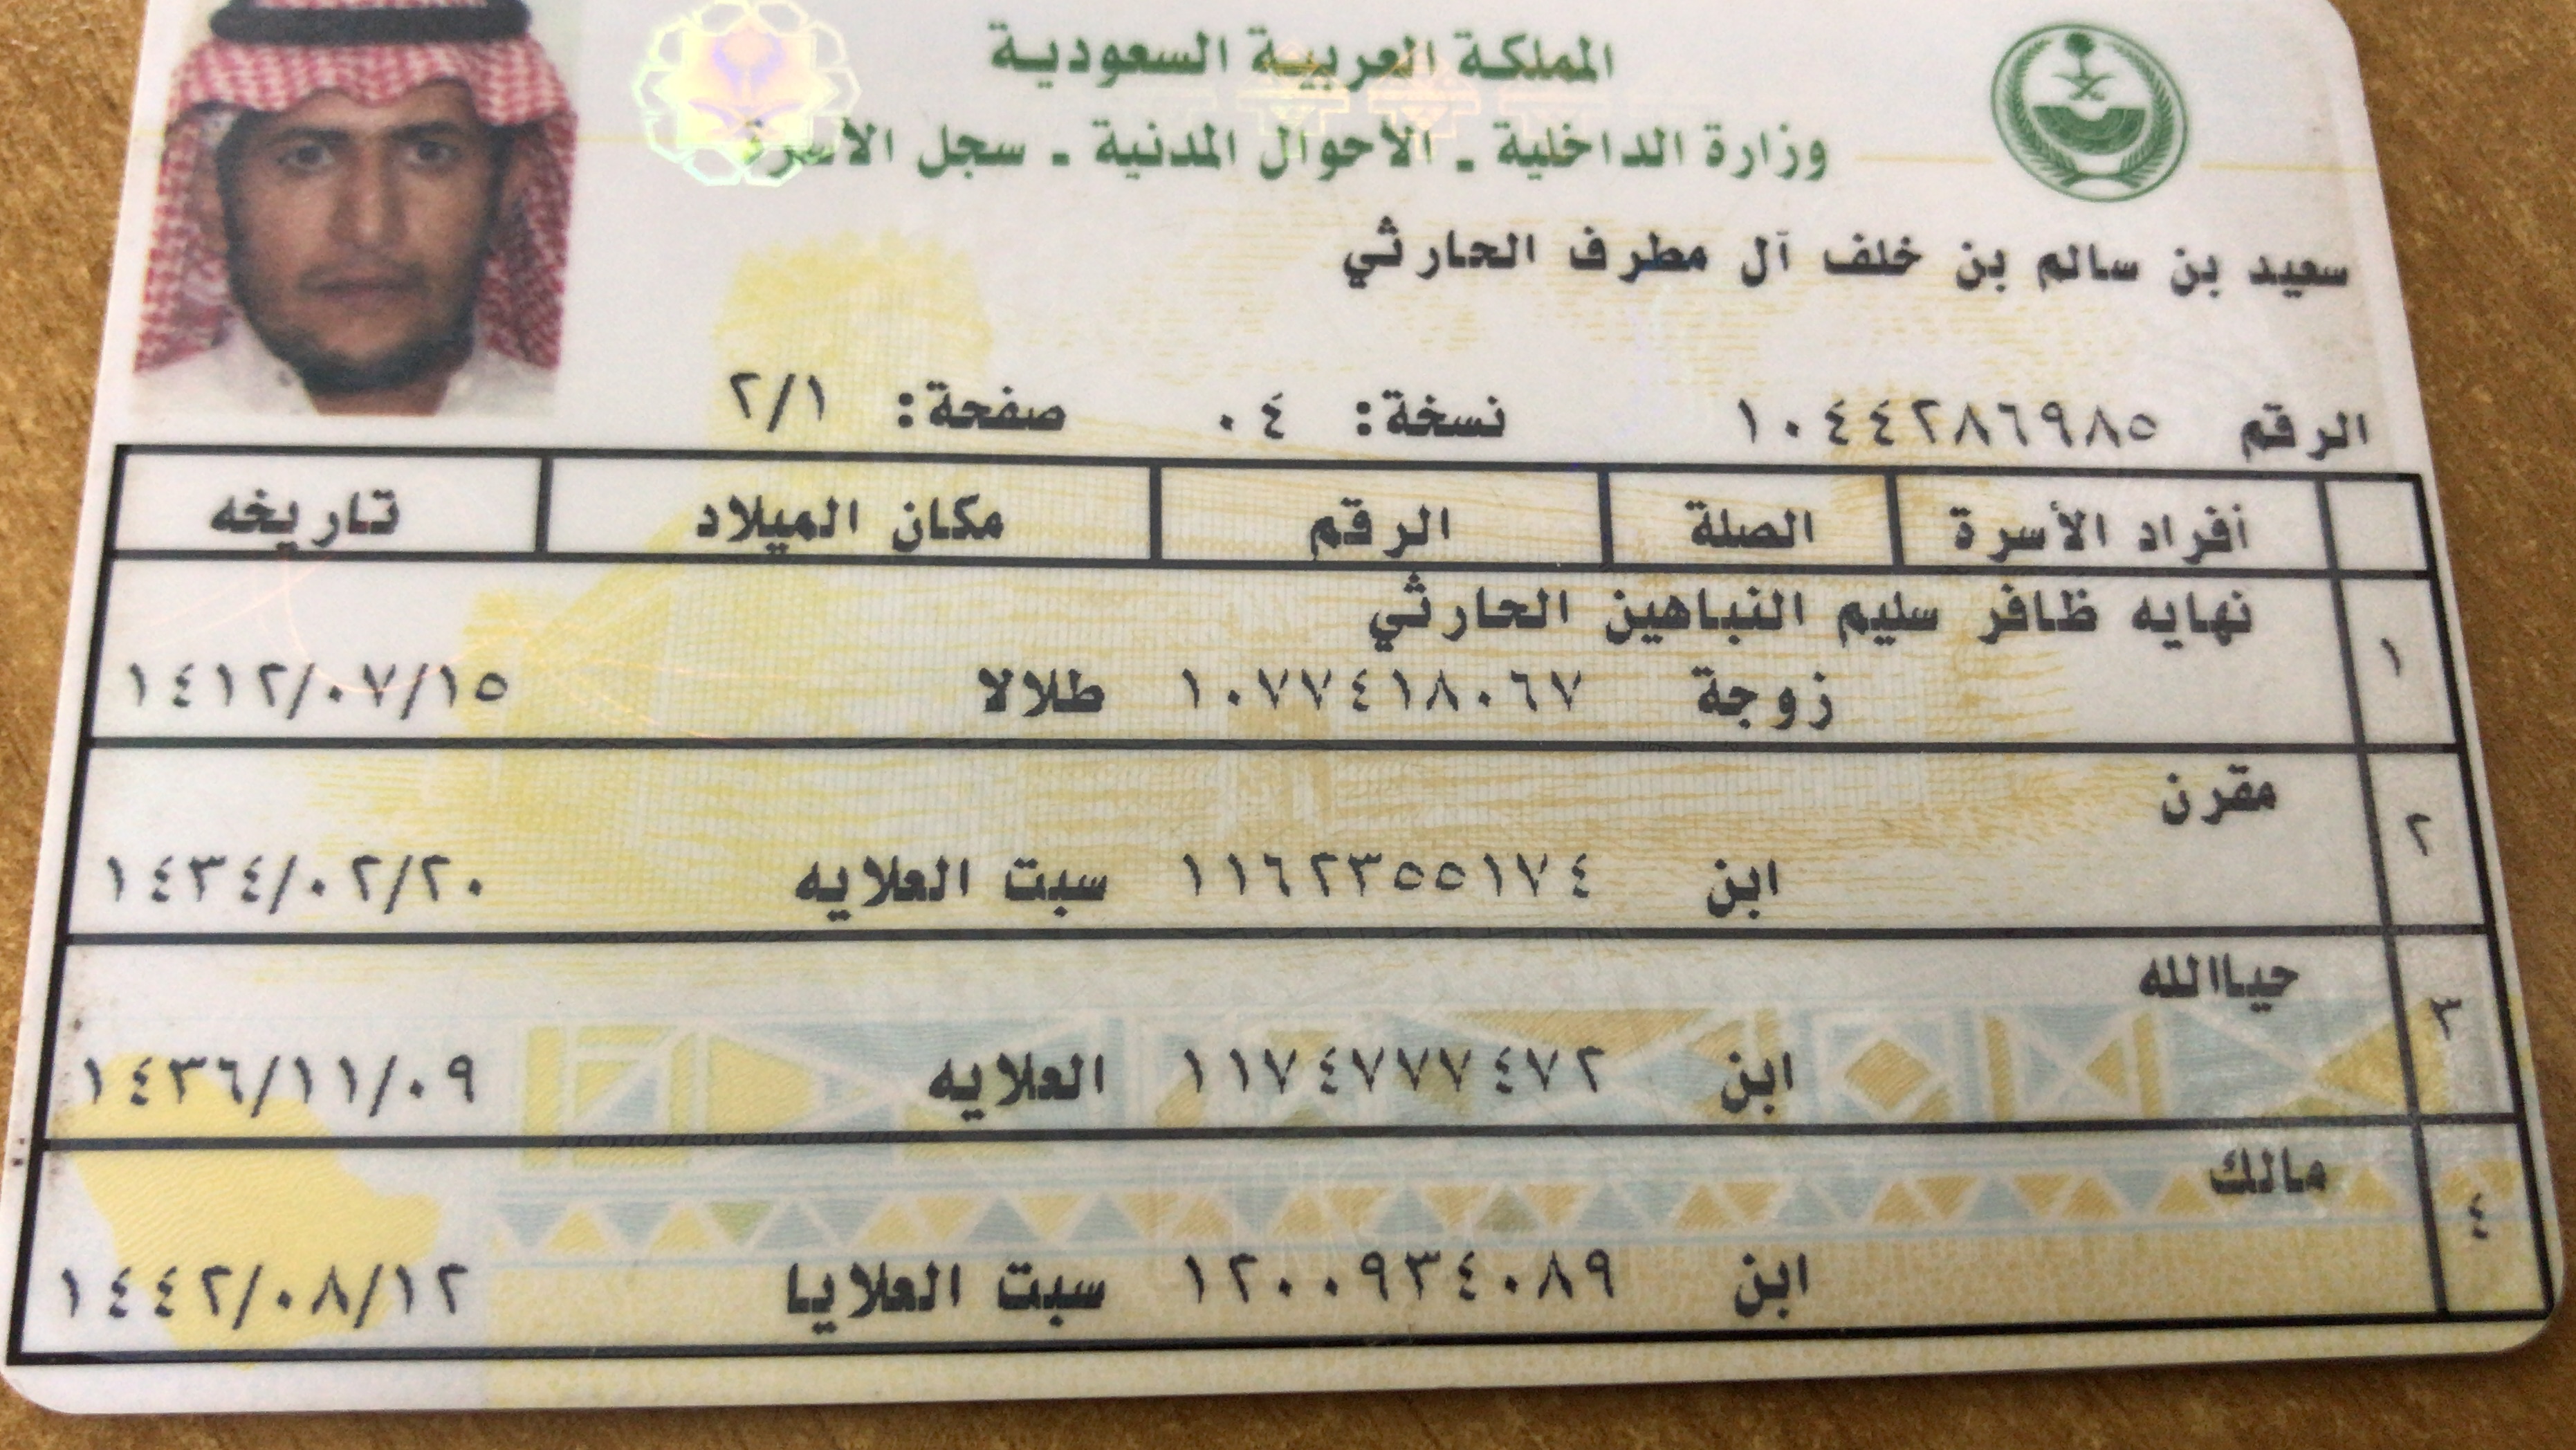 المملكة العربية السعودية
وزارة الداخلية - الأحوال المدنية - سجل الأسرة
سعيد بن سالم بن خلف آل مطرف الحارثي
الرقم ١٠٤٤٢٨٦٩٨٥ نسخة: ٠٤ صفحة: ٢/١
أفراد الأسرة الصلة الرقم مكان الميلاد تاريخه
١ نهايه ظافر سليم النباهين الحارثي
زوجة ١٠٧٧٤١٨٠٦٧ طلالا ١٤١٢/٠٧/١٥
٢ مقرن
ابن ١١٦٢٣٥٥١٧٤ سبت العلايه ١٤٣٤/٠٢/٢٠
٣ حياالله
ابن ١١٧٤٧٧٧٤٧٢ العلايه ١٤٣٦/١١/٠٩
٤ مالك
ابن ١٢٠٠٩٣٤٠٨٩ سبت العلايا ١٤٤٢/٠٨/١٢